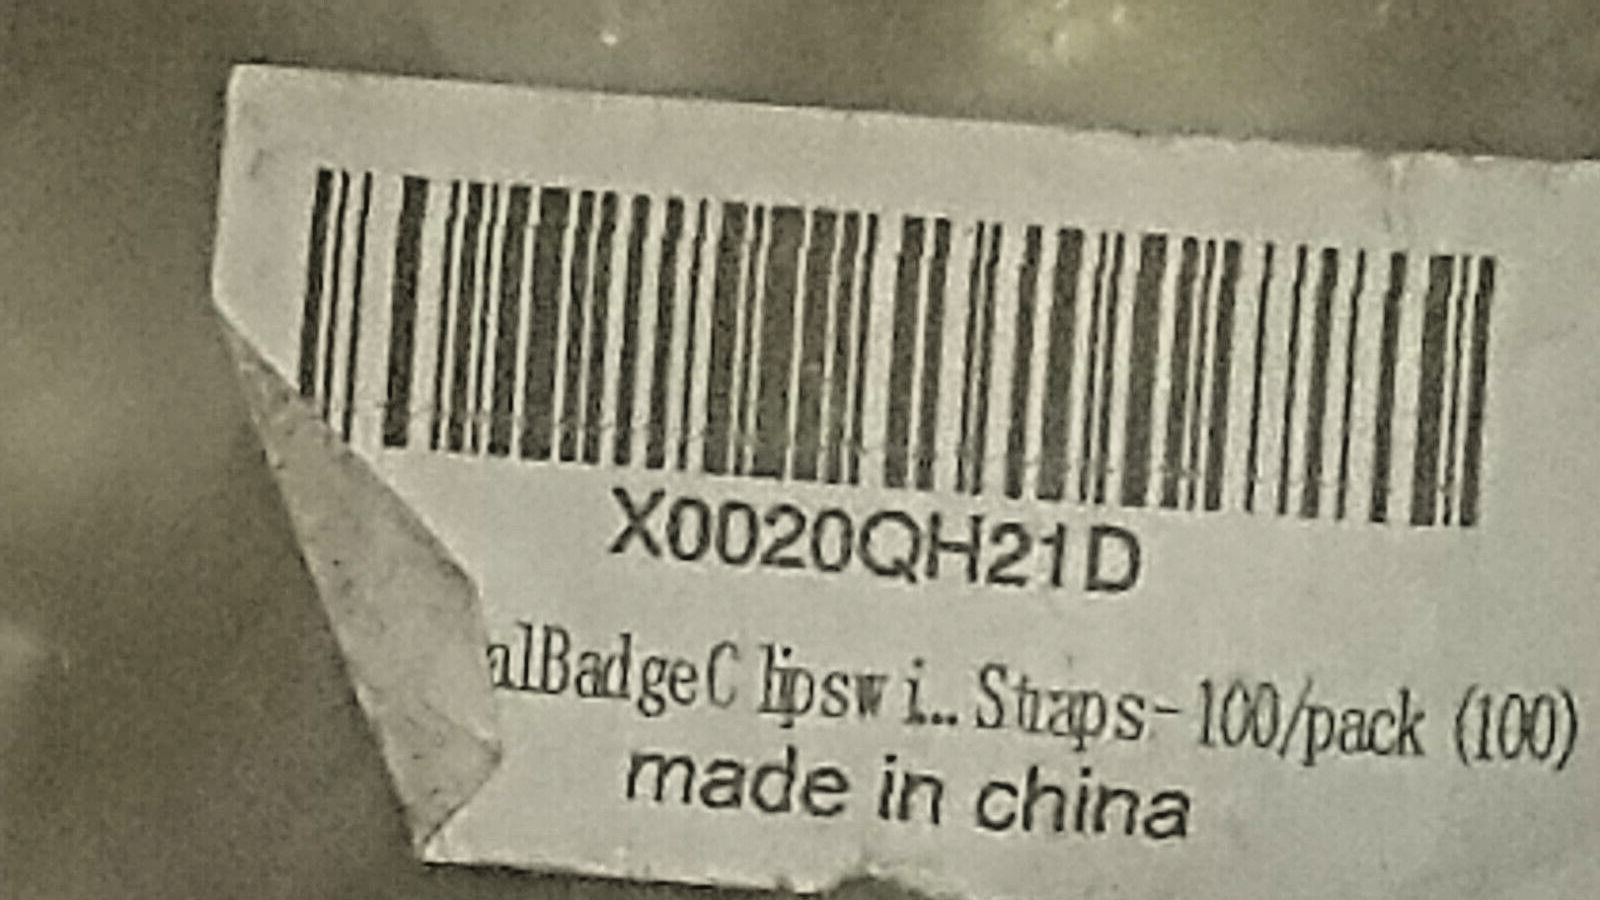 X0020QH21D
alBadgeClipswi... Straps-100/pack (100)
made in china